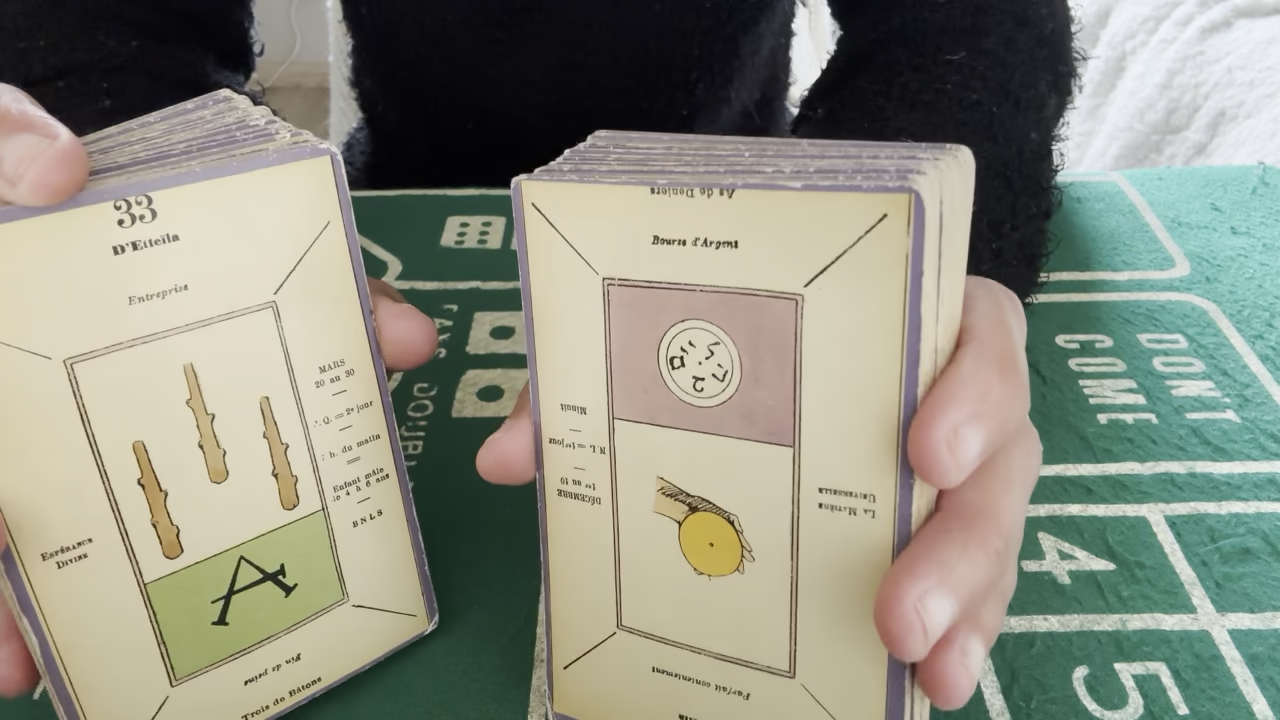 33
D'Etteïla
Entreprise
MARS
20 au 30
Q. = 2e jour
h. du matin
Enfant mâle
de 4 à 6 ans
BNLS
Espérance
Divine
A
Fin de peine
Trois de Bâtons
As de Deniers
Bourse d'Argent
DÉCEMBRE
1er au 10
N. L. = 1er jour
Minuit
La Matière
Universelle
Parfait contentement
DON'T
COME
4
5